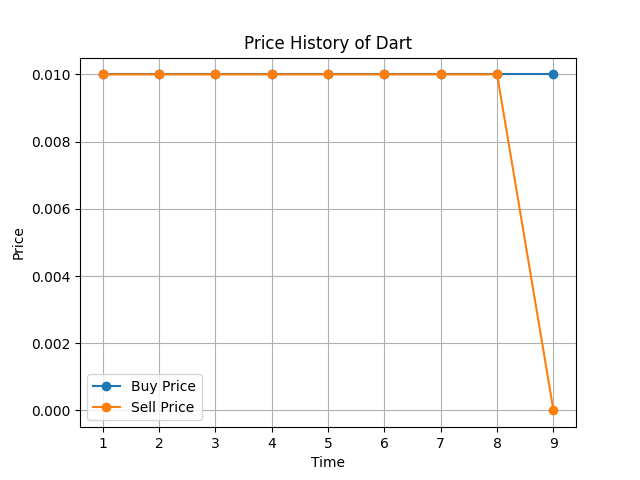 Price History of Dart
0.010
0.008
0.006
0.004
0.002
0.000
Price
Buy Price
Sell Price
1 2 3 4 5 6 7 8 9
Time